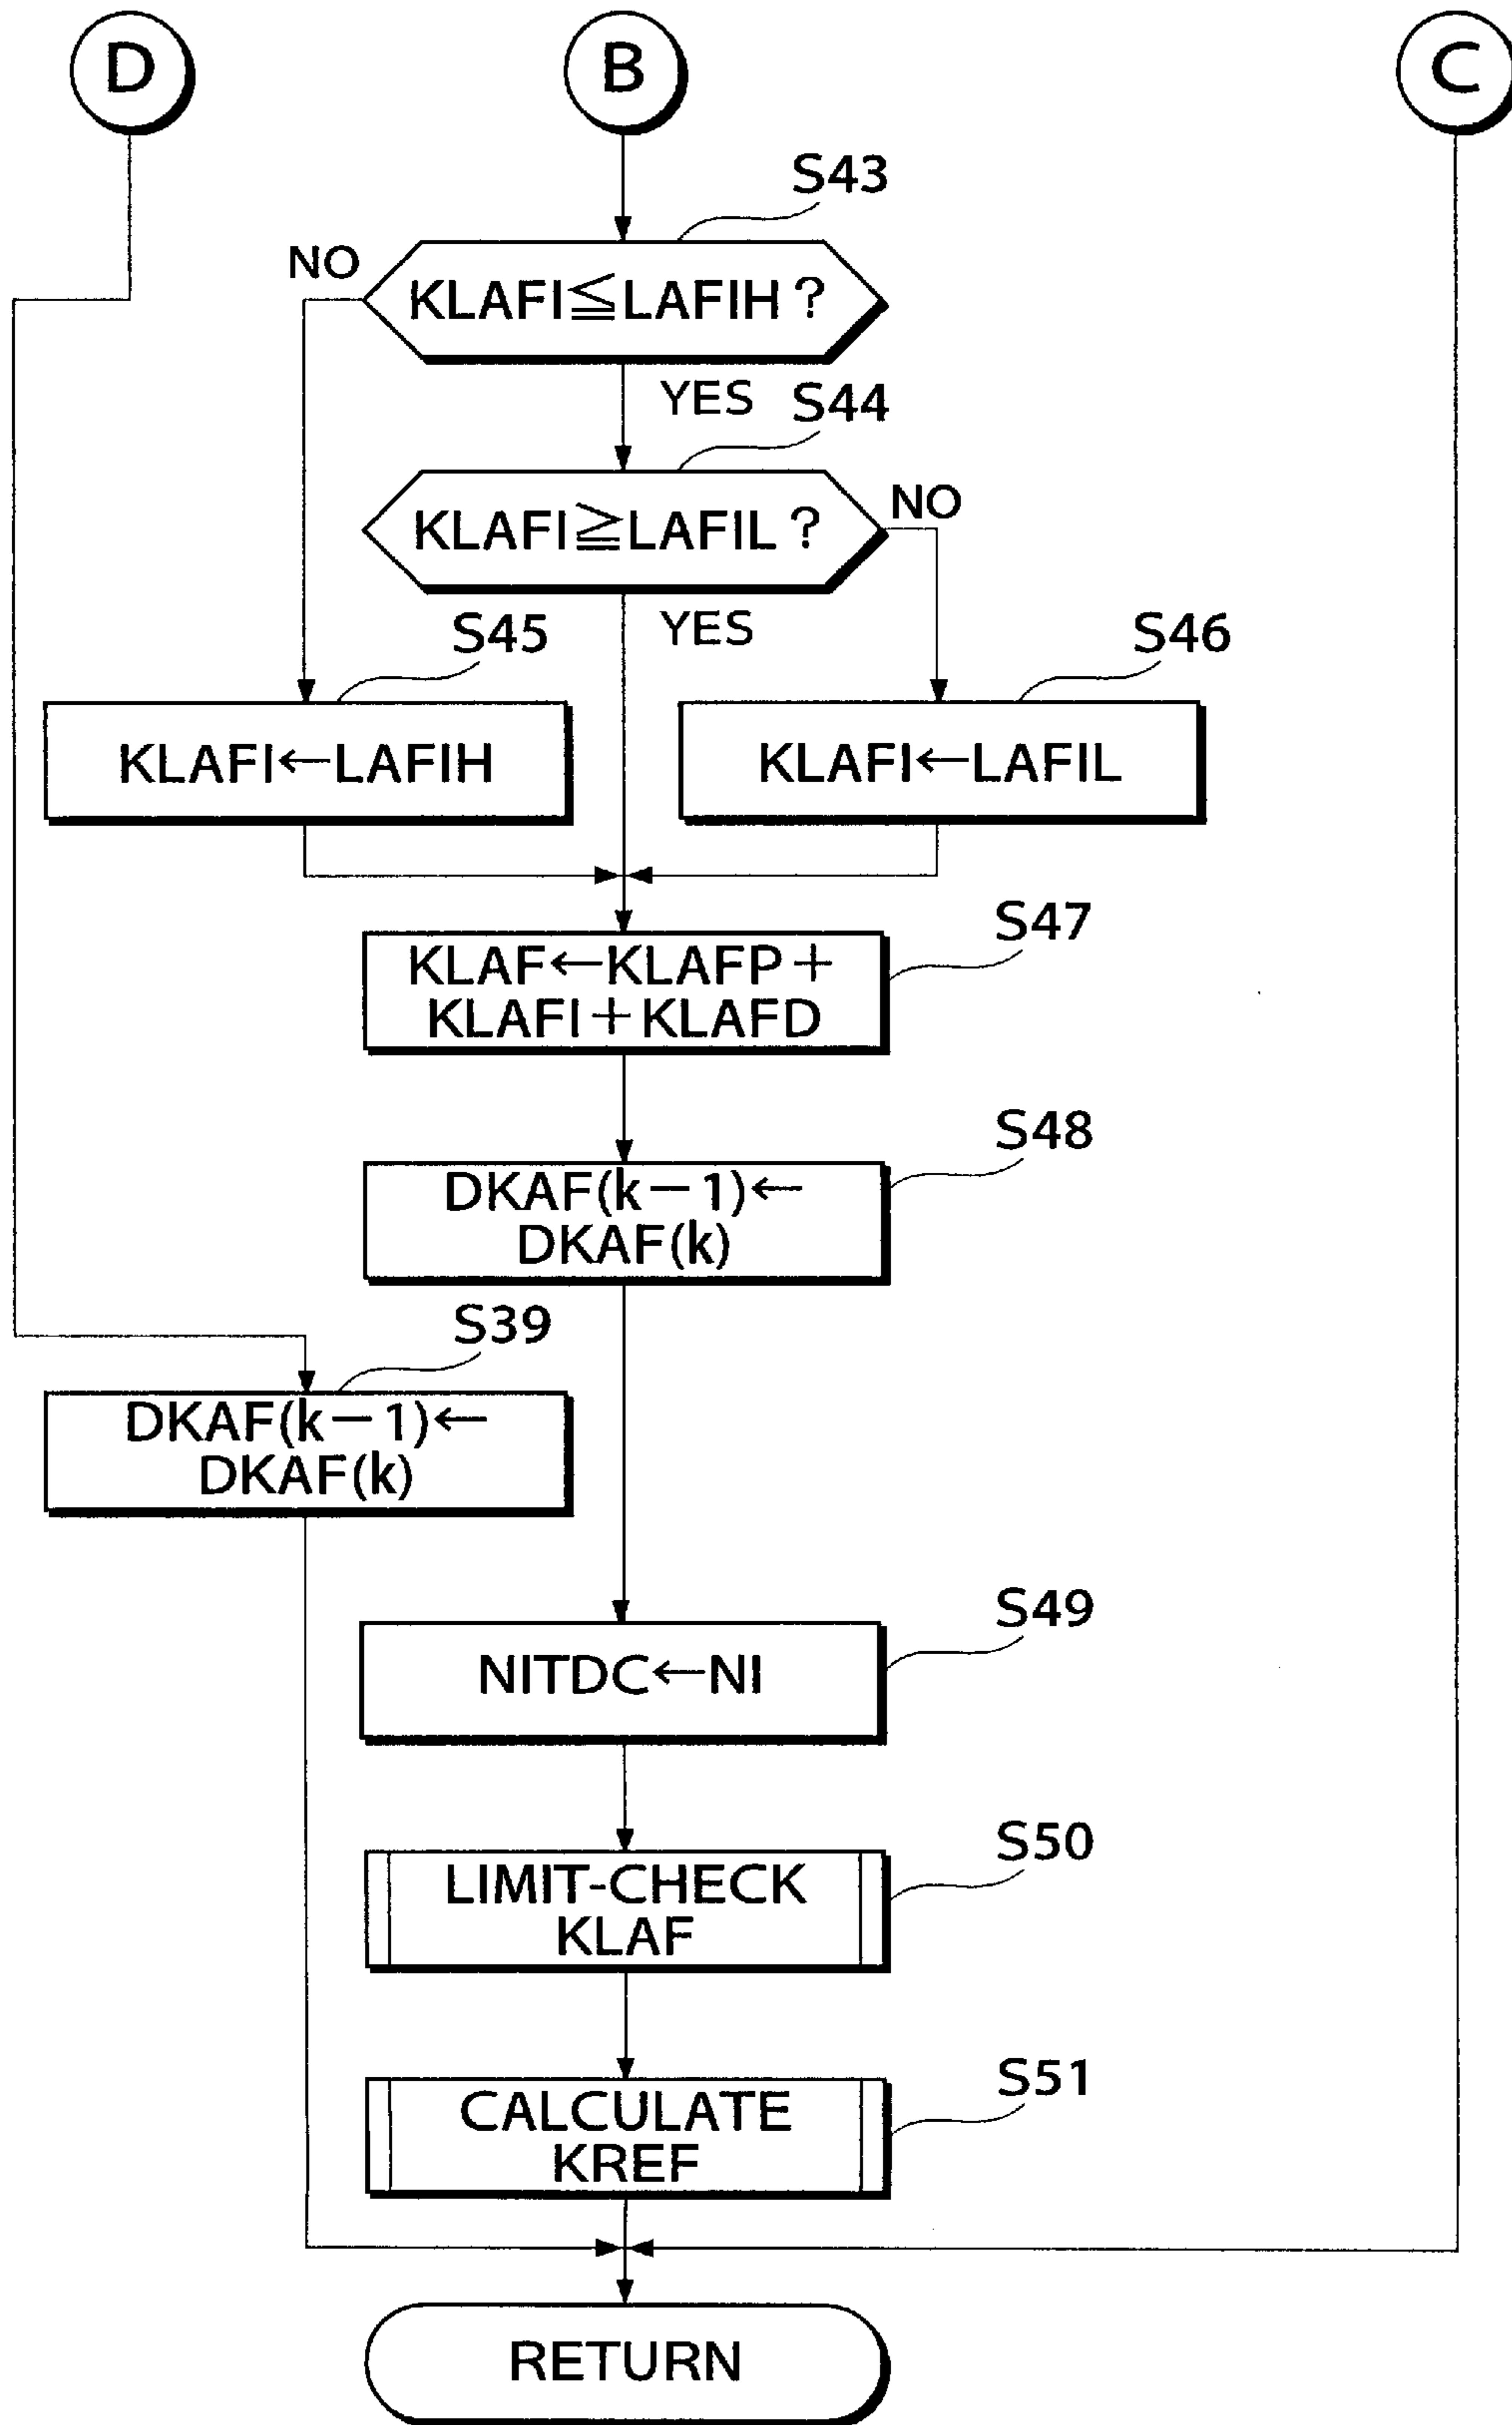 D
B
C
S43
NO
KLAFI≦LAFIH ?
YES
S44
KLAFI≧LAFIL ?
NO
YES
S45
S46
KLAFI←LAFIH
KLAFI←LAFIL
S47
KLAF←KLAFP +
KLAFI + KLAFD
S48
DKAF(k−1)←
DKAF(k)
S39
DKAF(k−1)←
DKAF(k)
S49
NITDC←NI
S50
LIMIT-CHECK
KLAF
S51
CALCULATE
KREF
RETURN